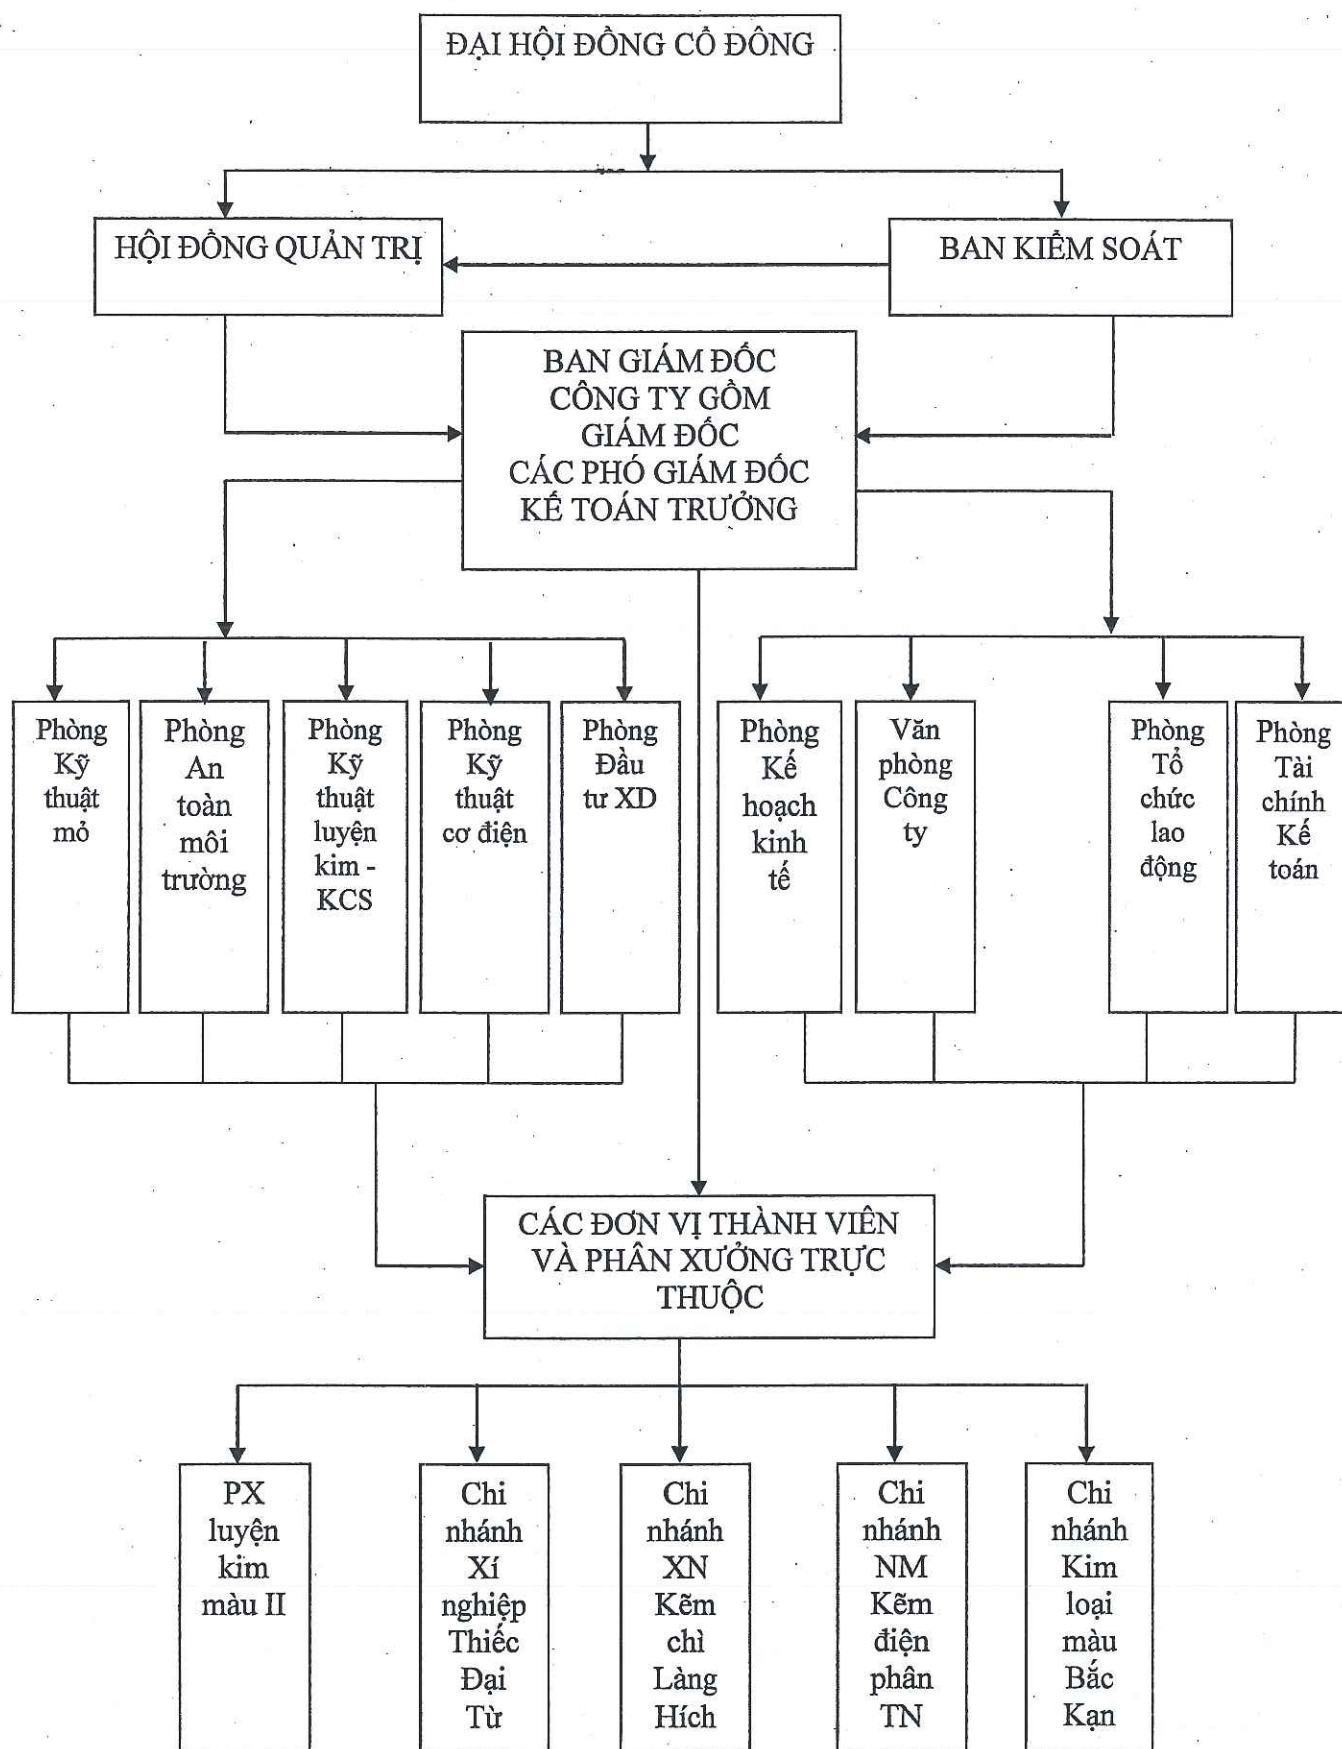 ĐẠI HỘI ĐỒNG CỔ ĐÔNG
HỘI ĐỒNG QUẢN TRỊ
BAN KIỂM SOÁT
BAN GIÁM ĐỐC
CÔNG TY GỒM
GIÁM ĐỐC
CÁC PHÓ GIÁM ĐỐC
KẾ TOÁN TRƯỞNG
Phòng
Kỹ
thuật
mỏ
Phòng
An
toàn
môi
trường
Phòng
Kỹ
thuật
luyện
kim -
KCS
Phòng
Kỹ
thuật
cơ điện
Phòng
Đầu
tư XD
Phòng
Kế
hoạch
kinh
tế
Văn
phòng
Công
ty
Phòng
Tổ
chức
lao
động
Phòng
Tài
chính
Kế
toán
CÁC ĐƠN VỊ THÀNH VIÊN
VÀ PHÂN XƯỞNG TRỰC
THUỘC
PX
luyện
kim
màu II
Chi
nhánh
Xí
nghiệp
Thiếc
Đại
Từ
Chi
nhánh
XN
Kẽm
chì
Làng
Hích
Chi
nhánh
NM
Kẽm
điện
phân
TN
Chi
nhánh
Kim
loại
màu
Bắc
Kạn